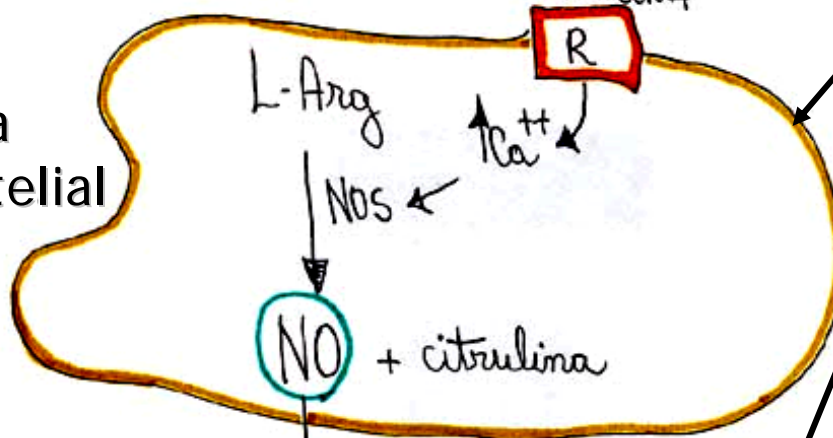 R
L-Arg
↑Ca++
NOS
telial
NO + citrulina